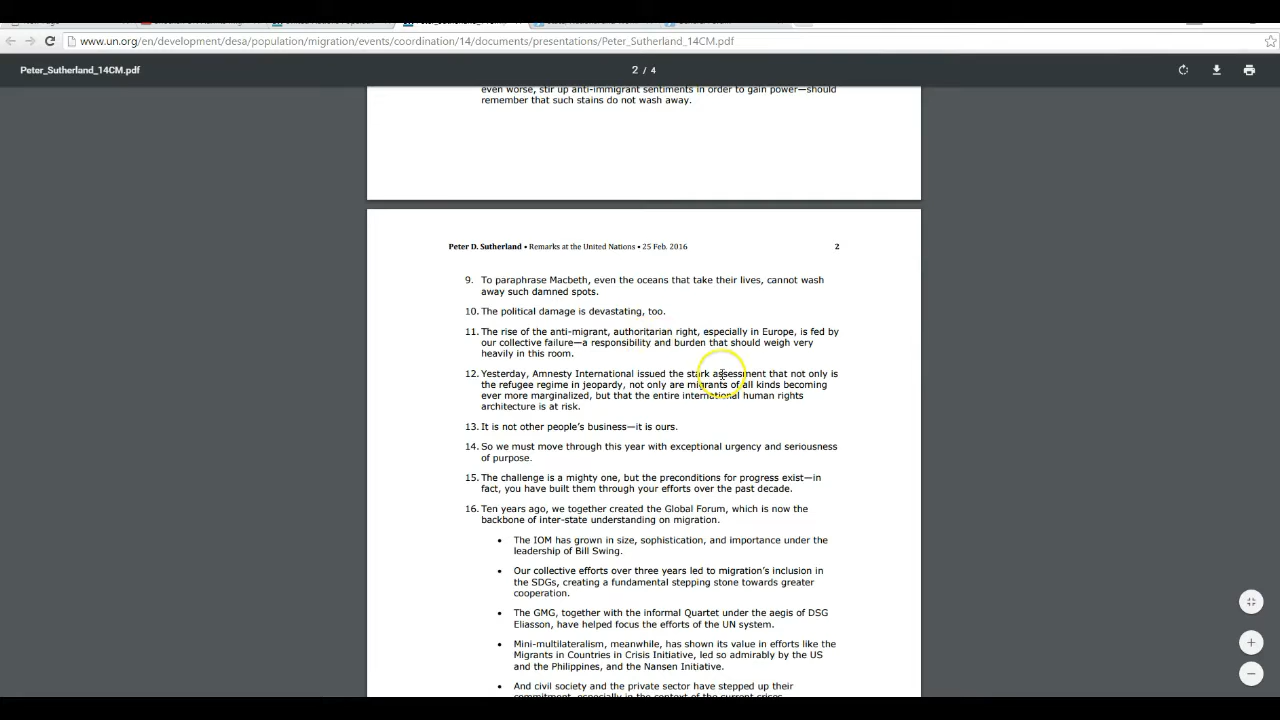 www.un.org/en/development/desa/population/migration/events/coordination/14/documents/presentations/Peter_Sutherland_14CM.pdf
Peter_Sutherland_14CM.pdf
2 / 4
even worse, stir up anti-immigrant sentiments in order to gain power—should
remember that such stains do not wash away.
Peter D. Sutherland • Remarks at the United Nations • 25 Feb. 2016
2
9. To paraphrase Macbeth, even the oceans that take their lives, cannot wash
away such damned spots.
10. The political damage is devastating, too.
11. The rise of the anti-migrant, authoritarian right, especially in Europe, is fed by
our collective failure—a responsibility and burden that should weigh very
heavily in this room.
12. Yesterday, Amnesty International issued the stark assessment that not only is
the refugee regime in jeopardy, not only are migrants of all kinds becoming
ever more marginalized, but that the entire international human rights
architecture is at risk.
13. It is not other people's business—it is ours.
14. So we must move through this year with exceptional urgency and seriousness
of purpose.
15. The challenge is a mighty one, but the preconditions for progress exist—in
fact, you have built them through your efforts over the past decade.
16. Ten years ago, we together created the Global Forum, which is now the
backbone of inter-state understanding on migration.
• The IOM has grown in size, sophistication, and importance under the
leadership of Bill Swing.
• Our collective efforts over three years led to migration's inclusion in
the SDGs, creating a fundamental stepping stone towards greater
cooperation.
• The GMG, together with the informal Quartet under the aegis of DSG
Eliasson, have helped focus the efforts of the UN system.
• Mini-multilateralism, meanwhile, has shown its value in efforts like the
Migrants in Countries in Crisis Initiative, led so admirably by the US
and the Philippines, and the Nansen Initiative.
• And civil society and the private sector have stepped up their
commitment, especially in the context of the current crises.